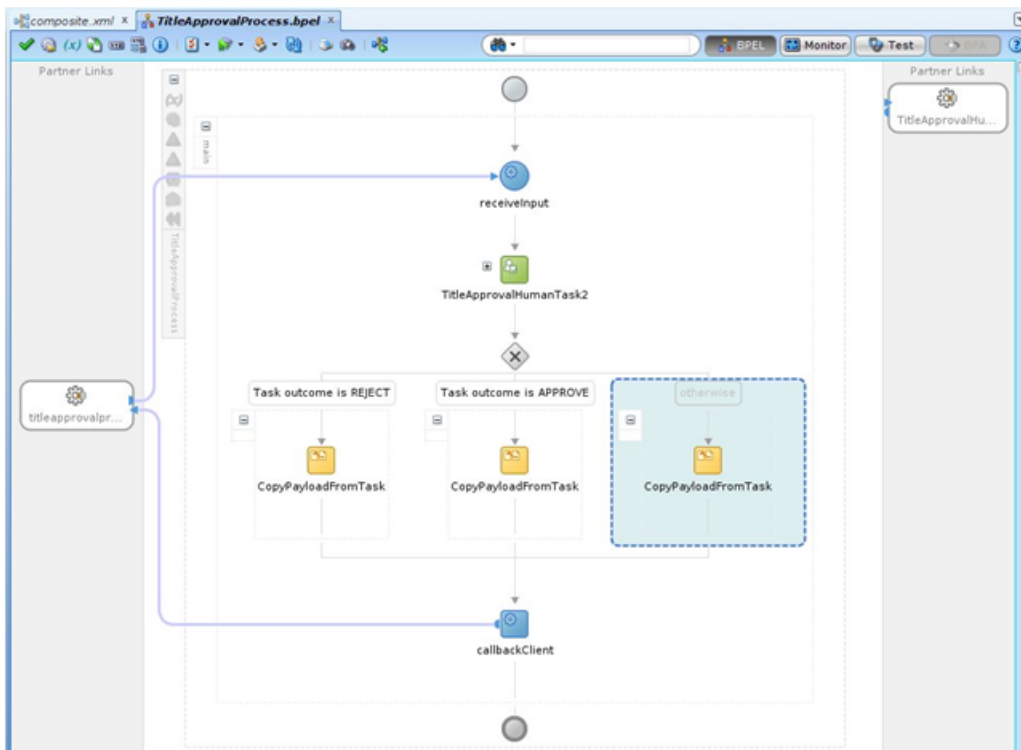 composite.xml
TitleApprovalProcess.bpel
(x)
BPEL
Monitor
Test
BPA
Partner Links
Partner Links
TitleApprovalHu...
main
receiveInput
TitleApprovalProcess
TitleApprovalHumanTask2
Task outcome is REJECT
Task outcome is APPROVE
otherwise
titleapprovalpr...
CopyPayloadFromTask
CopyPayloadFromTask
CopyPayloadFromTask
callbackClient